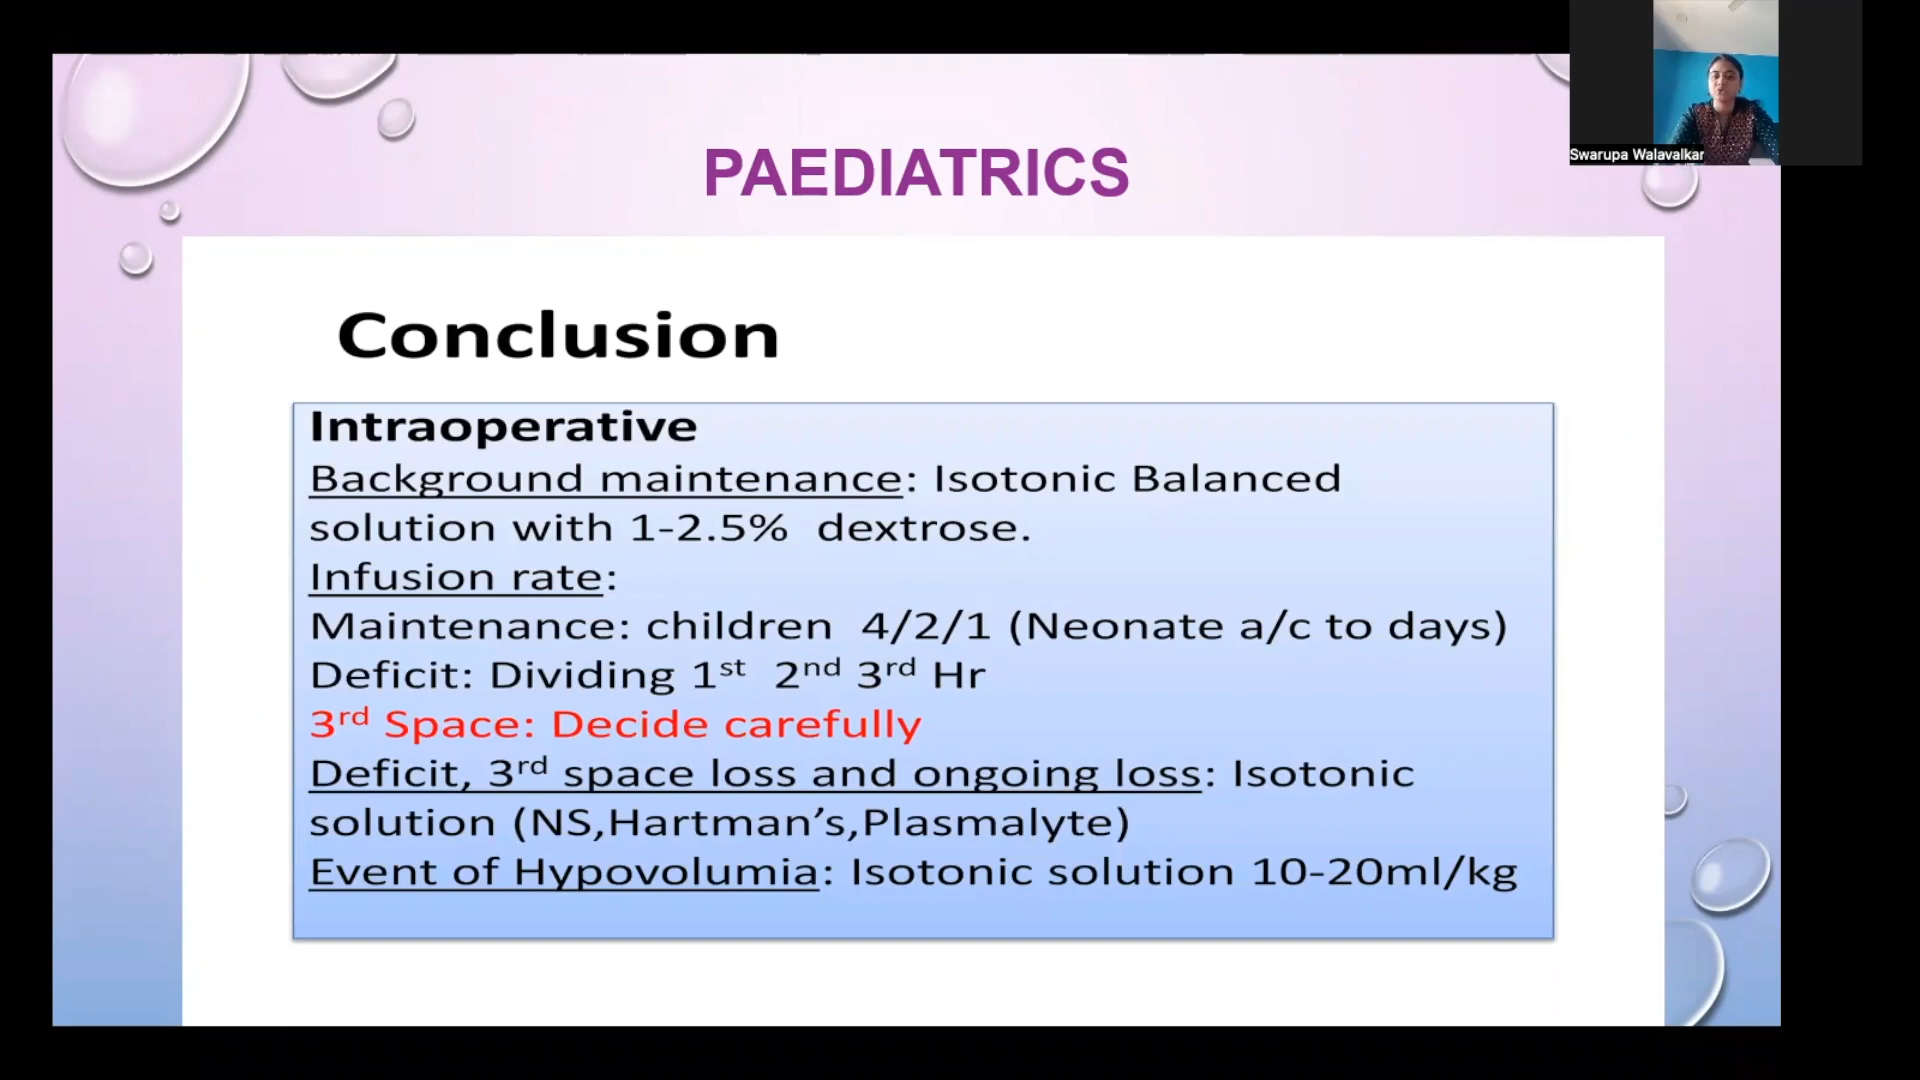 Swarupa Walavalkar
PAEDIATRICS
Conclusion
Intraoperative
Background maintenance: Isotonic Balanced
solution with 1-2.5% dextrose.
Infusion rate:
Maintenance: children 4/2/1 (Neonate a/c to days)
Deficit: Dividing 1st 2nd 3rd Hr
3rd Space: Decide carefully
Deficit, 3rd space loss and ongoing loss: Isotonic
solution (NS,Hartman’s,Plasmalyte)
Event of Hypovolumia: Isotonic solution 10-20ml/kg